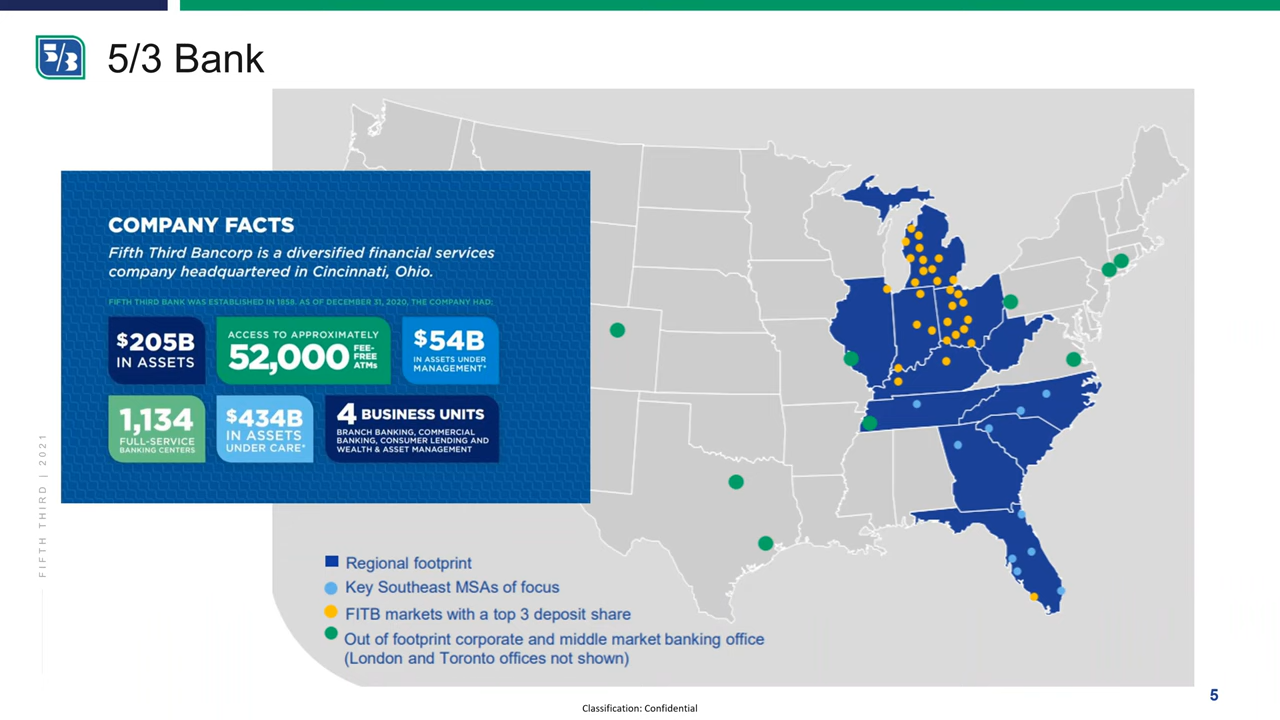 5/3
5/3 Bank
COMPANY FACTS
Fifth Third Bancorp is a diversified financial services
company headquartered in Cincinnati, Ohio.
FIFTH THIRD BANK WAS ESTABLISHED IN 1858. AS OF DECEMBER 31, 2020, THE COMPANY HAD:
$205B
IN ASSETS
ACCESS TO APPROXIMATELY
52,000 FEE-
FREE
ATMs
$54B
IN ASSETS UNDER
MANAGEMENT*
1,134
FULL-SERVICE
BANKING CENTERS
$434B
IN ASSETS
UNDER CARE*
4 BUSINESS UNITS
BRANCH BANKING, COMMERCIAL
BANKING, CONSUMER LENDING AND
WEALTH & ASSET MANAGEMENT
Regional footprint
Key Southeast MSAs of focus
FITB markets with a top 3 deposit share
Out of footprint corporate and middle market banking office
(London and Toronto offices not shown)
FIFTH THIRD | 2021
Classification: Confidential
5